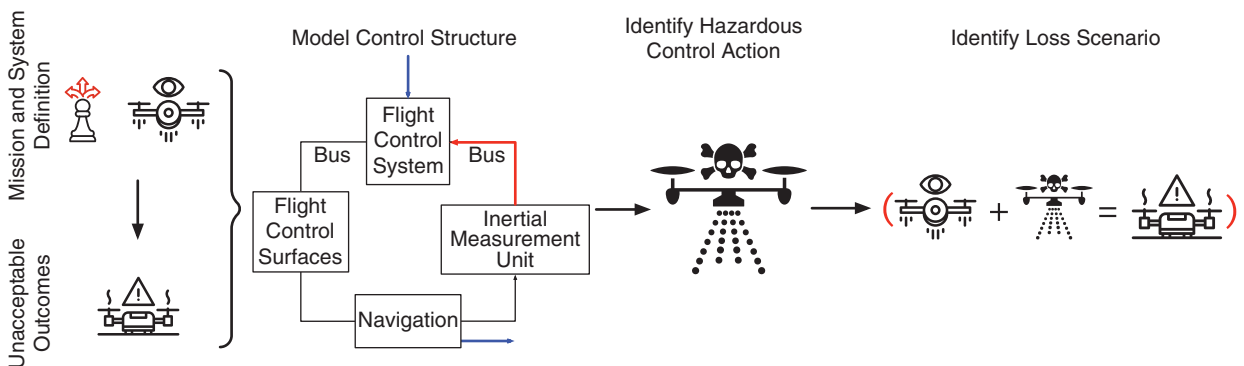 Mission and System
Definition
Unacceptable
Outcomes
Model Control Structure
Flight
Control
System
Bus
Bus
Flight
Control
Surfaces
Inertial
Measurement
Unit
Navigation
Identify Hazardous
Control Action
Identify Loss Scenario
( + = )